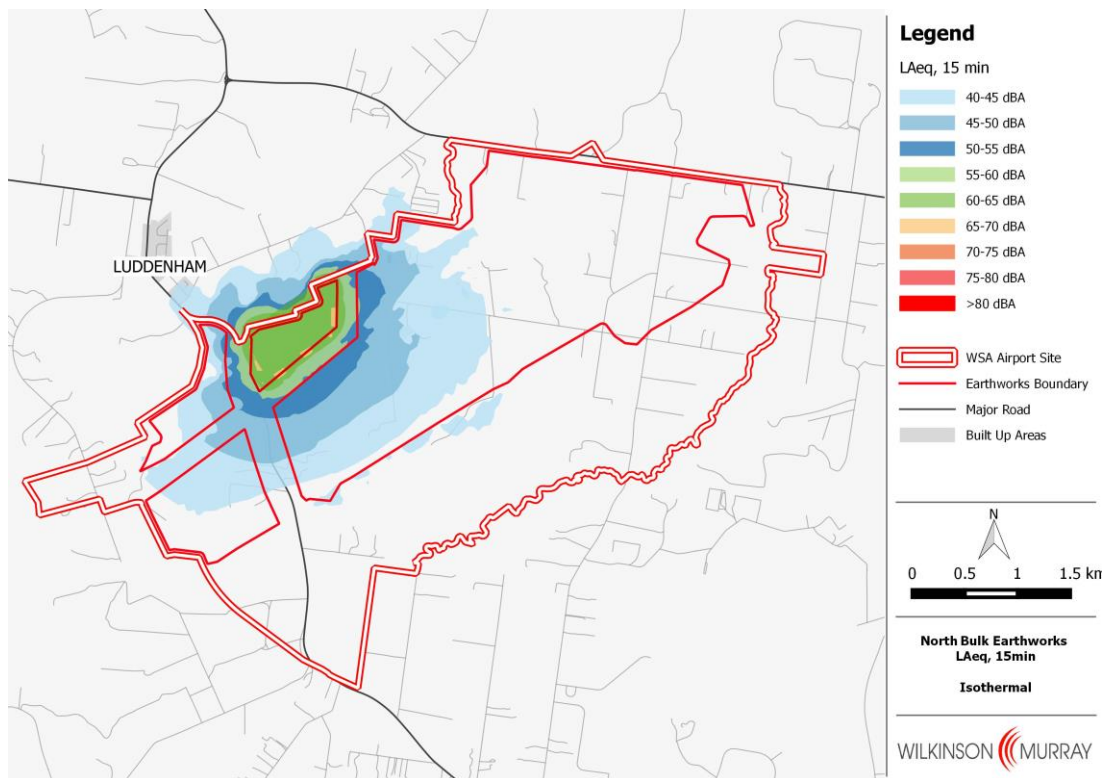 LUDDENHAM
Legend
LAeq, 15 min
40-45 dBA
45-50 dBA
50-55 dBA
55-60 dBA
60-65 dBA
65-70 dBA
70-75 dBA
75-80 dBA
>80 dBA
WSA Airport Site
Earthworks Boundary
Major Road
Built Up Areas
N
0 0.5 1 1.5 km
North Bulk Earthworks
LAeq, 15min
Isothermal
WILKINSON MURRAY